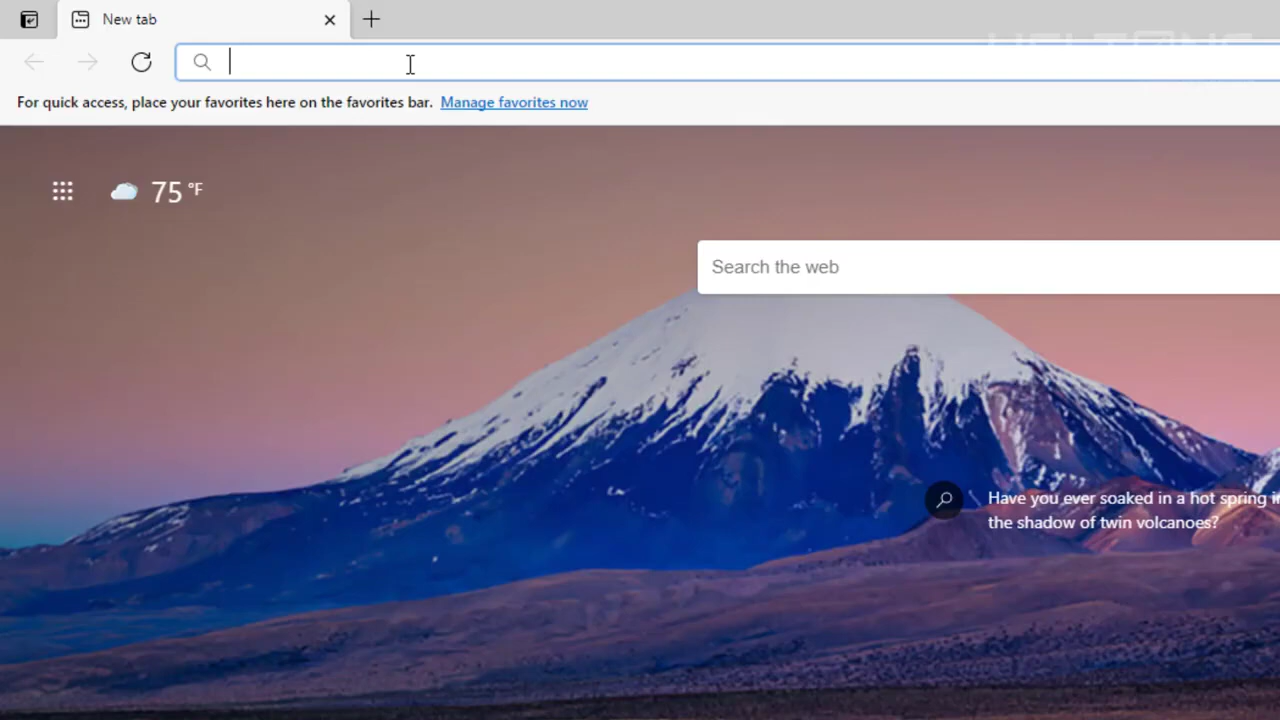 New tab
For quick access, place your favorites here on the favorites bar. Manage favorites now
75 °F
Search the web
Have you ever soaked in a hot spring
the shadow of twin volcanoes?